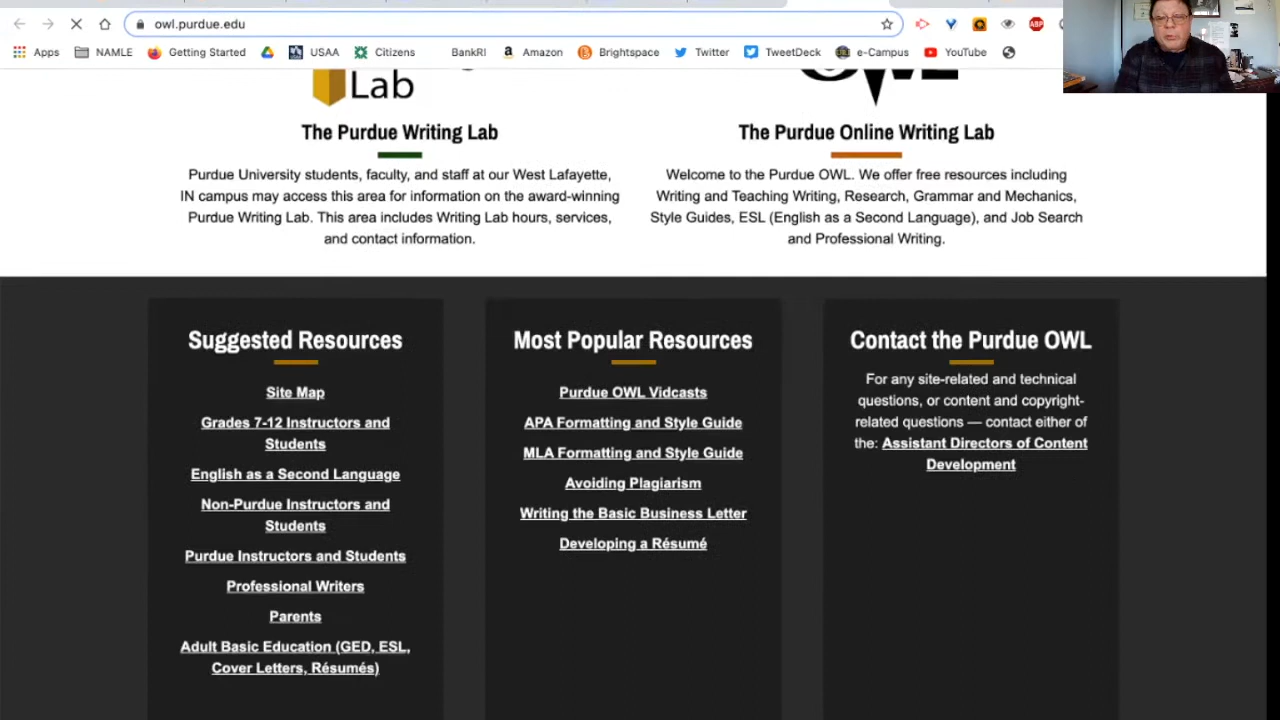 owl.purdue.edu
Apps NAMLE Getting Started USAA Citizens BankRI Amazon Brightspace Twitter TweetDeck e-Campus YouTube
Lab
OWL
The Purdue Writing Lab
Purdue University students, faculty, and staff at our West Lafayette,
IN campus may access this area for information on the award-winning
Purdue Writing Lab. This area includes Writing Lab hours, services,
and contact information.
The Purdue Online Writing Lab
Welcome to the Purdue OWL. We offer free resources including
Writing and Teaching Writing, Research, Grammar and Mechanics,
Style Guides, ESL (English as a Second Language), and Job Search
and Professional Writing.
Suggested Resources
Site Map
Grades 7-12 Instructors and
Students
English as a Second Language
Non-Purdue Instructors and
Students
Purdue Instructors and Students
Professional Writers
Parents
Adult Basic Education (GED, ESL,
Cover Letters, Résumés)
Most Popular Resources
Purdue OWL Vidcasts
APA Formatting and Style Guide
MLA Formatting and Style Guide
Avoiding Plagiarism
Writing the Basic Business Letter
Developing a Résumé
Contact the Purdue OWL
For any site-related and technical
questions, or content and copyright-
related questions — contact either of
the: Assistant Directors of Content
Development